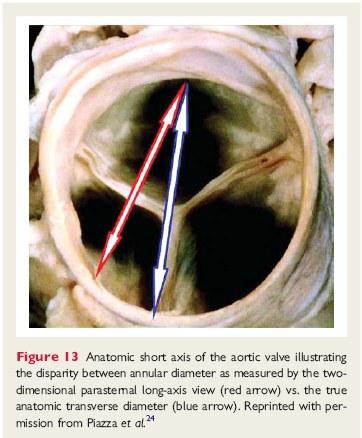 Figure 13 Anatomic short axis of the aortic valve illustrating
the disparity between annular diameter as measured by the two-
dimensional parasternal long-axis view (red arrow) vs. the true
anatomic transverse diameter (blue arrow). Reprinted with per-
mission from Piazza et al.24